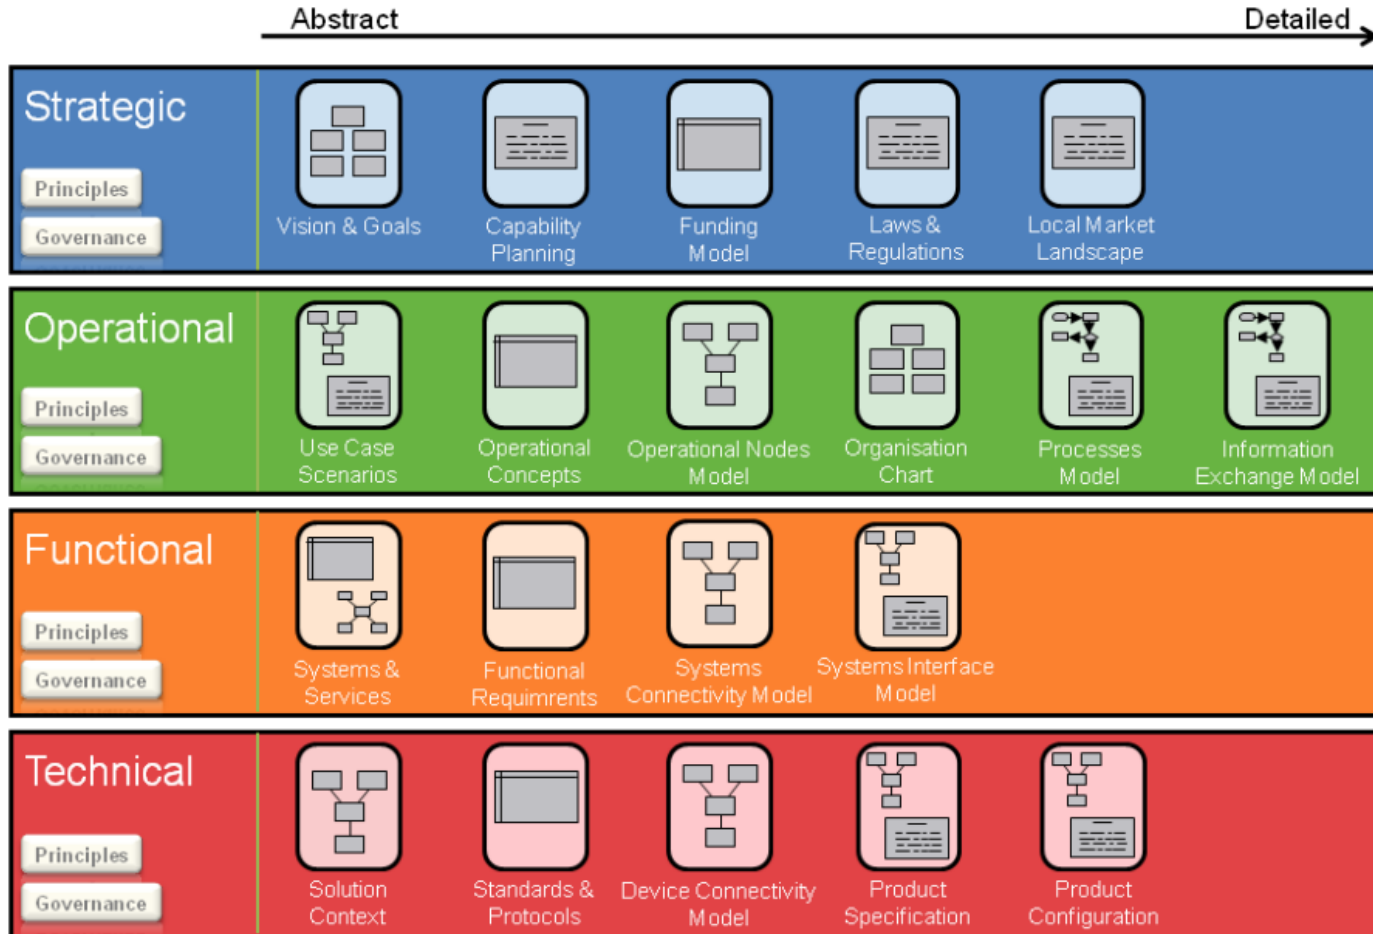 Abstract Detailed
Strategic
Principles
Governance
Vision & Goals
Capability
Planning
Funding
Model
Laws &
Regulations
Local Market
Landscape
Operational
Principles
Governance
Use Case
Scenarios
Operational
Concepts
Operational Nodes
Model
Organisation
Chart
Processes
Model
Information
Exchange Model
Functional
Principles
Governance
Systems &
Services
Functional
Requimrents
Systems
Connectivity Model
Systems Interface
Model
Technical
Principles
Governance
Solution
Context
Standards &
Protocols
Device Connectivity
Model
Product
Specification
Product
Configuration